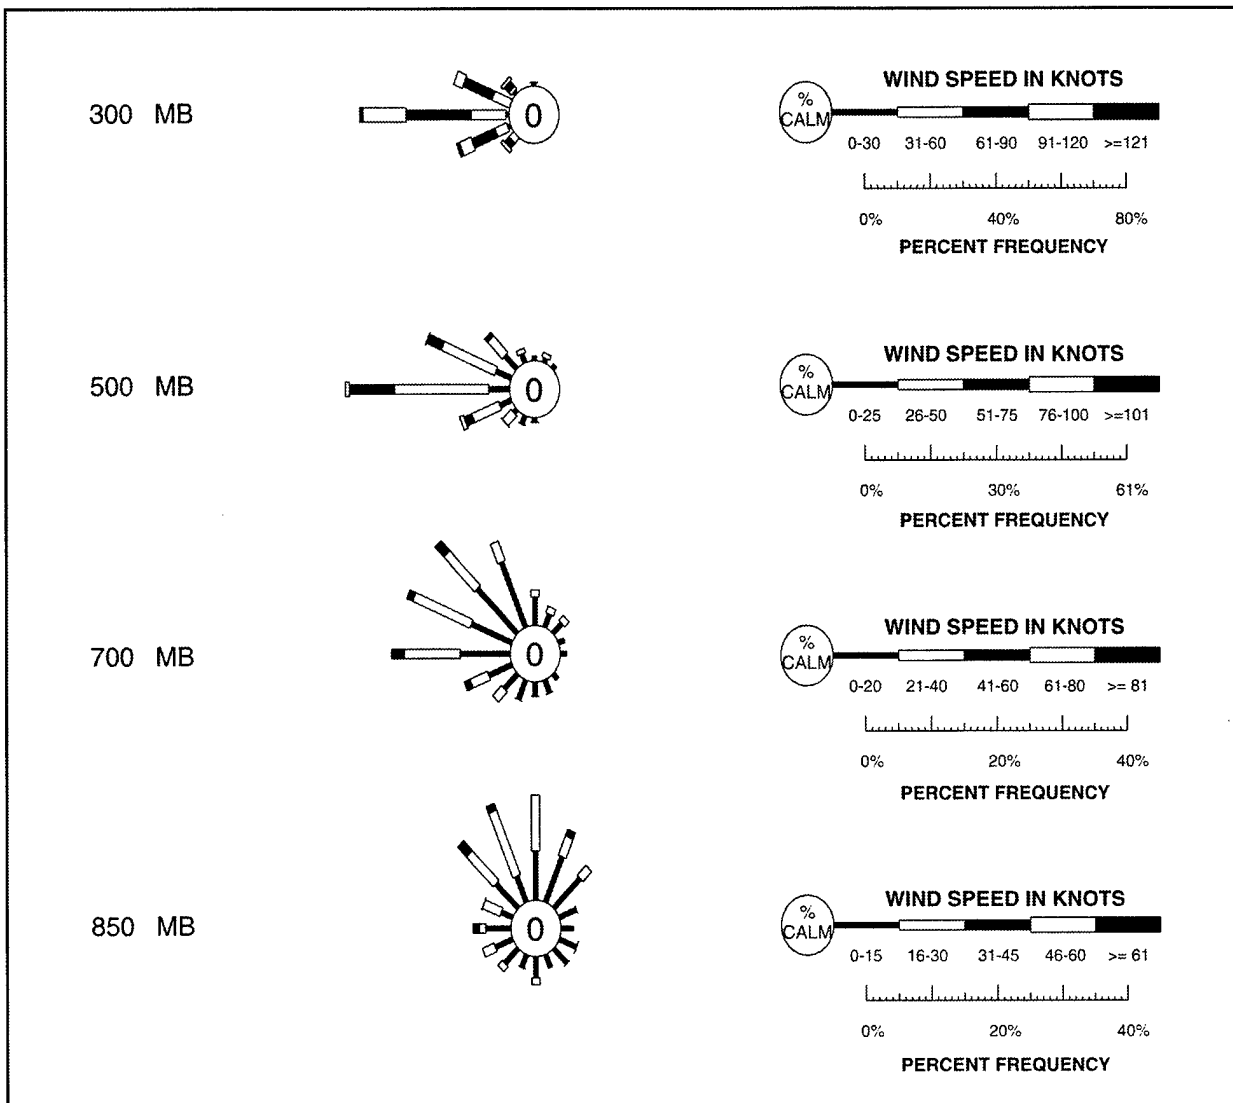 300 MB
0
WIND SPEED IN KNOTS
%
CALM
0-30 31-60 61-90 91-120 >=121
0% 40% 80%
PERCENT FREQUENCY
500 MB
0
WIND SPEED IN KNOTS
%
CALM
0-25 26-50 51-75 76-100 >=101
0% 30% 61%
PERCENT FREQUENCY
700 MB
0
WIND SPEED IN KNOTS
%
CALM
0-20 21-40 41-60 61-80 >= 81
0% 20% 40%
PERCENT FREQUENCY
850 MB
0
WIND SPEED IN KNOTS
%
CALM
0-15 16-30 31-45 46-60 >= 61
0% 20% 40%
PERCENT FREQUENCY